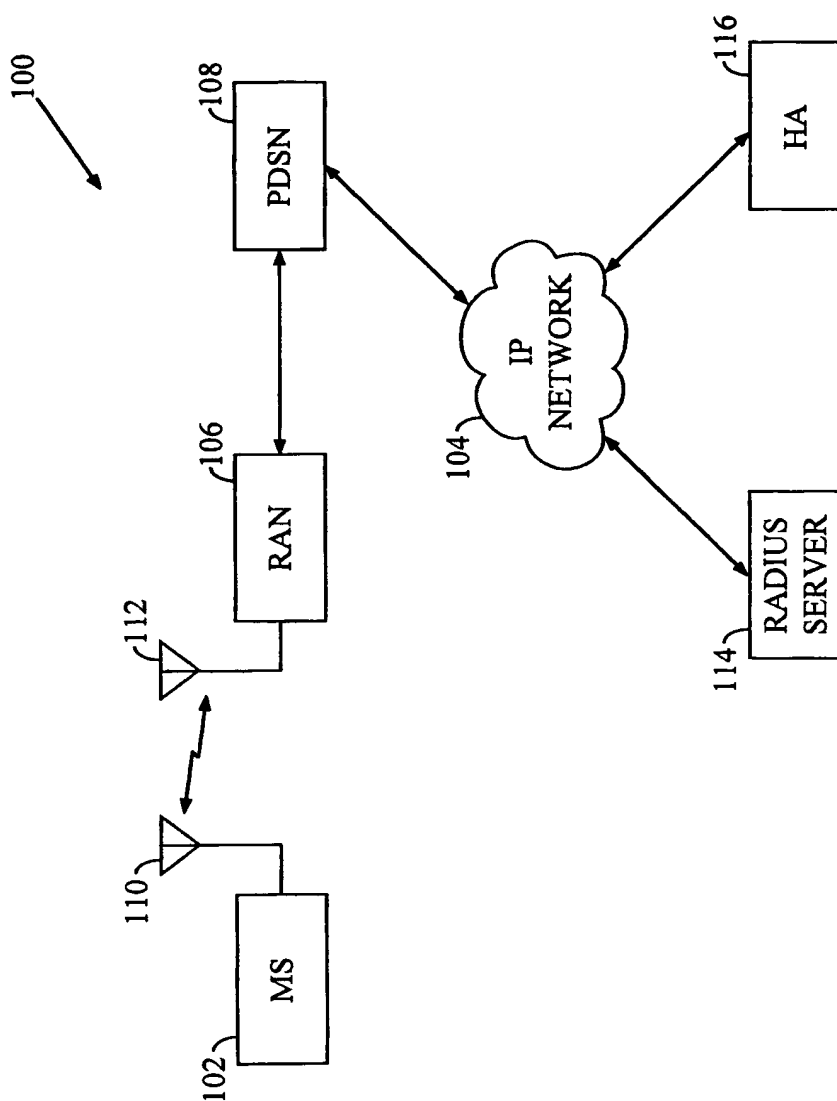 100
110
112
106
108
102
MS
RAN
PDSN
104
IP
NETWORK
114
RADIUS
SERVER
116
HA